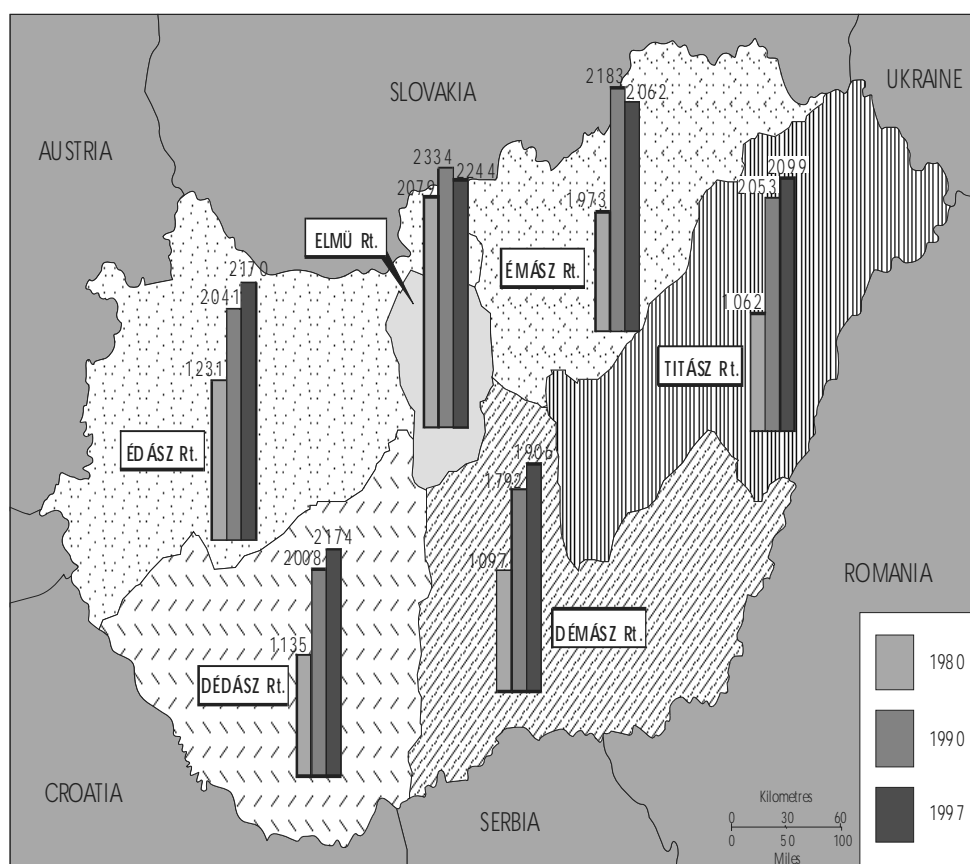 SLOVAKIA
UKRAINE
AUSTRIA
2183
2062
1973
2334
2244
2079
2099
2053
1062
ELMÜ Rt.
ÉMÁSZ Rt.
TITÁSZ Rt.
2170
2041
1231
ÉDÁSZ Rt.
1906
1792
1097
DÉMÁSZ Rt.
2174
2008
1135
DÉDÁSZ Rt.
ROMANIA
CROATIA
SERBIA
1980
1990
1997
Kilometres
0 30 60
0 50 100
Miles